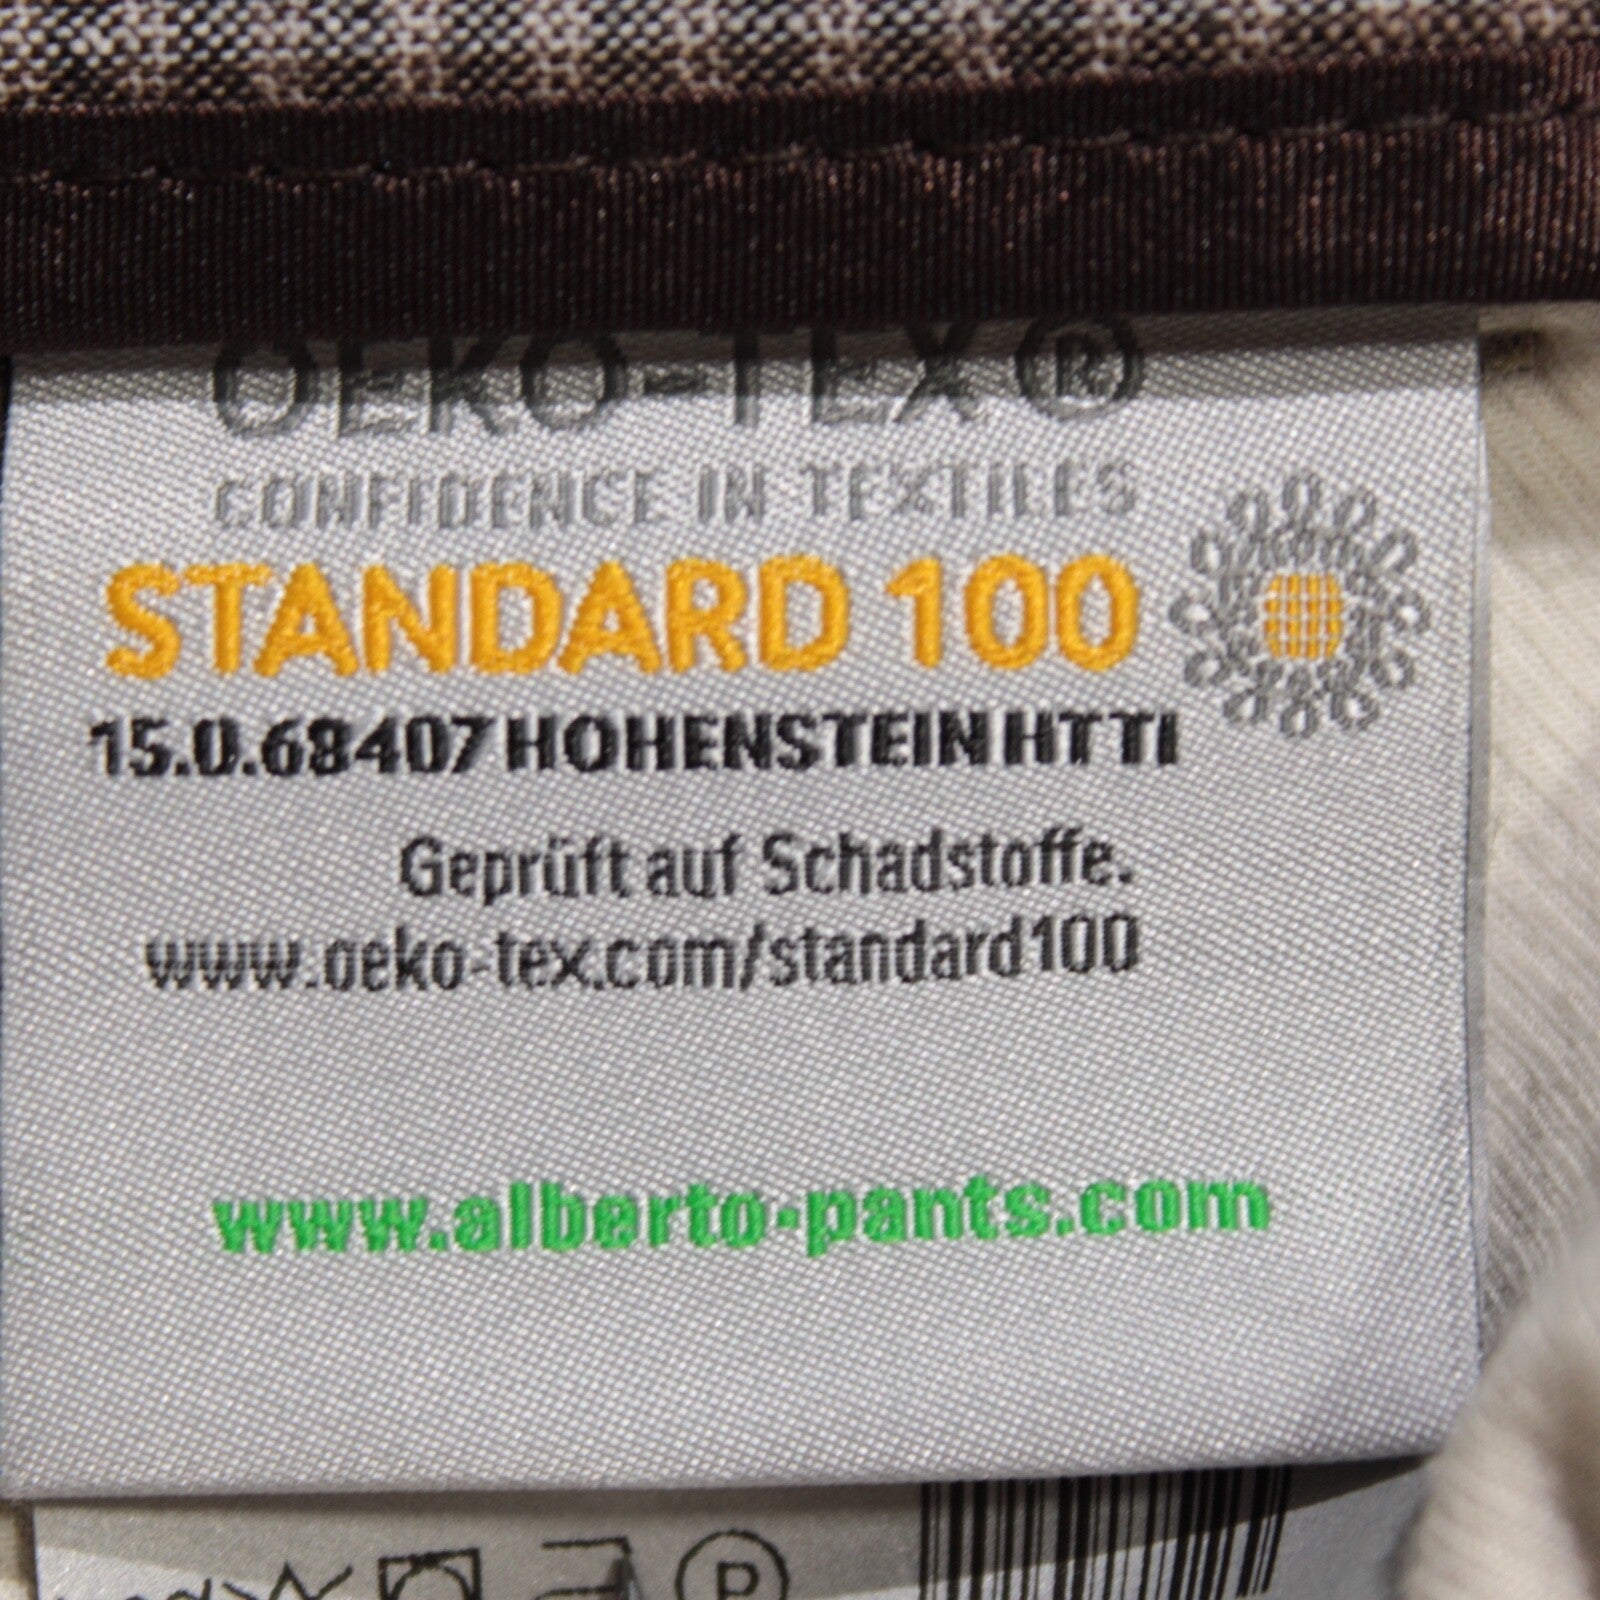 OEKO-TEX®
CONFIDENCE IN TEXTILES
STANDARD 100
15.0.68407 HOHENSTEIN HTTI
Geprüft auf Schadstoffe.
www.oeko-tex.com/standard100
www.alberto-pants.com
P